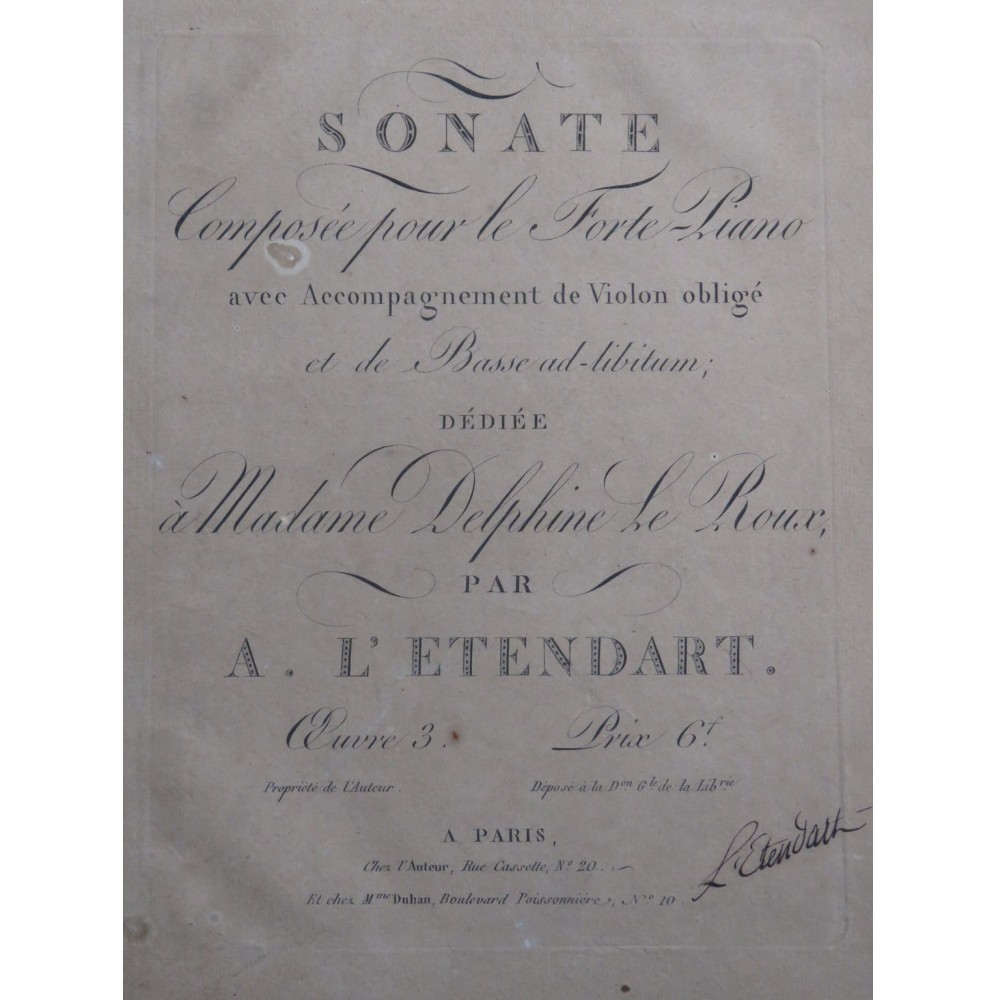 SONATE
Composée pour le Forte-Piano
avec Accompagnement de Violon obligé
et de Basse ad-libitum;
DÉDIÉE
à Madame Delphine Le Roux,
PAR
A. L'ETENDART.
Œuvre 3. Prix 6f.
Propriété de l'Auteur. Déposé à la Don Gle de la Librie
A PARIS,
Chez l'Auteur, Rue Cassette, No 20.
Et chez Mme Duhan, Boulevard Poissonnière, No 10
L'Etendart